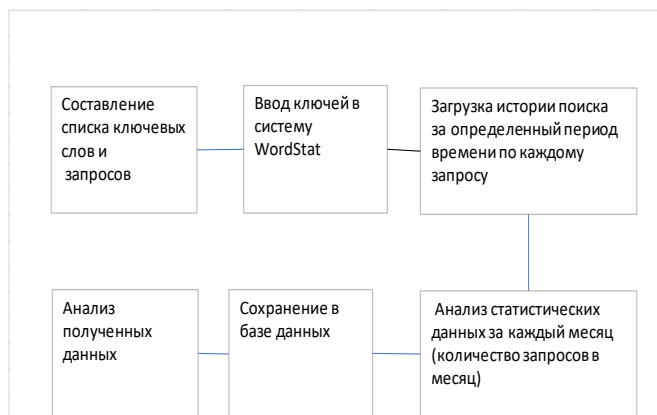 Составление
списка ключевых
слов и
запросов
Ввод ключей в
систему
WordStat
Загрузка истории поиска
за определенный период
времени по каждому
запросу
Анализ
полученных
данных
Сохранение в
базе данных
Анализ статистических
данных за каждый месяц
(количество запросов в
месяц)